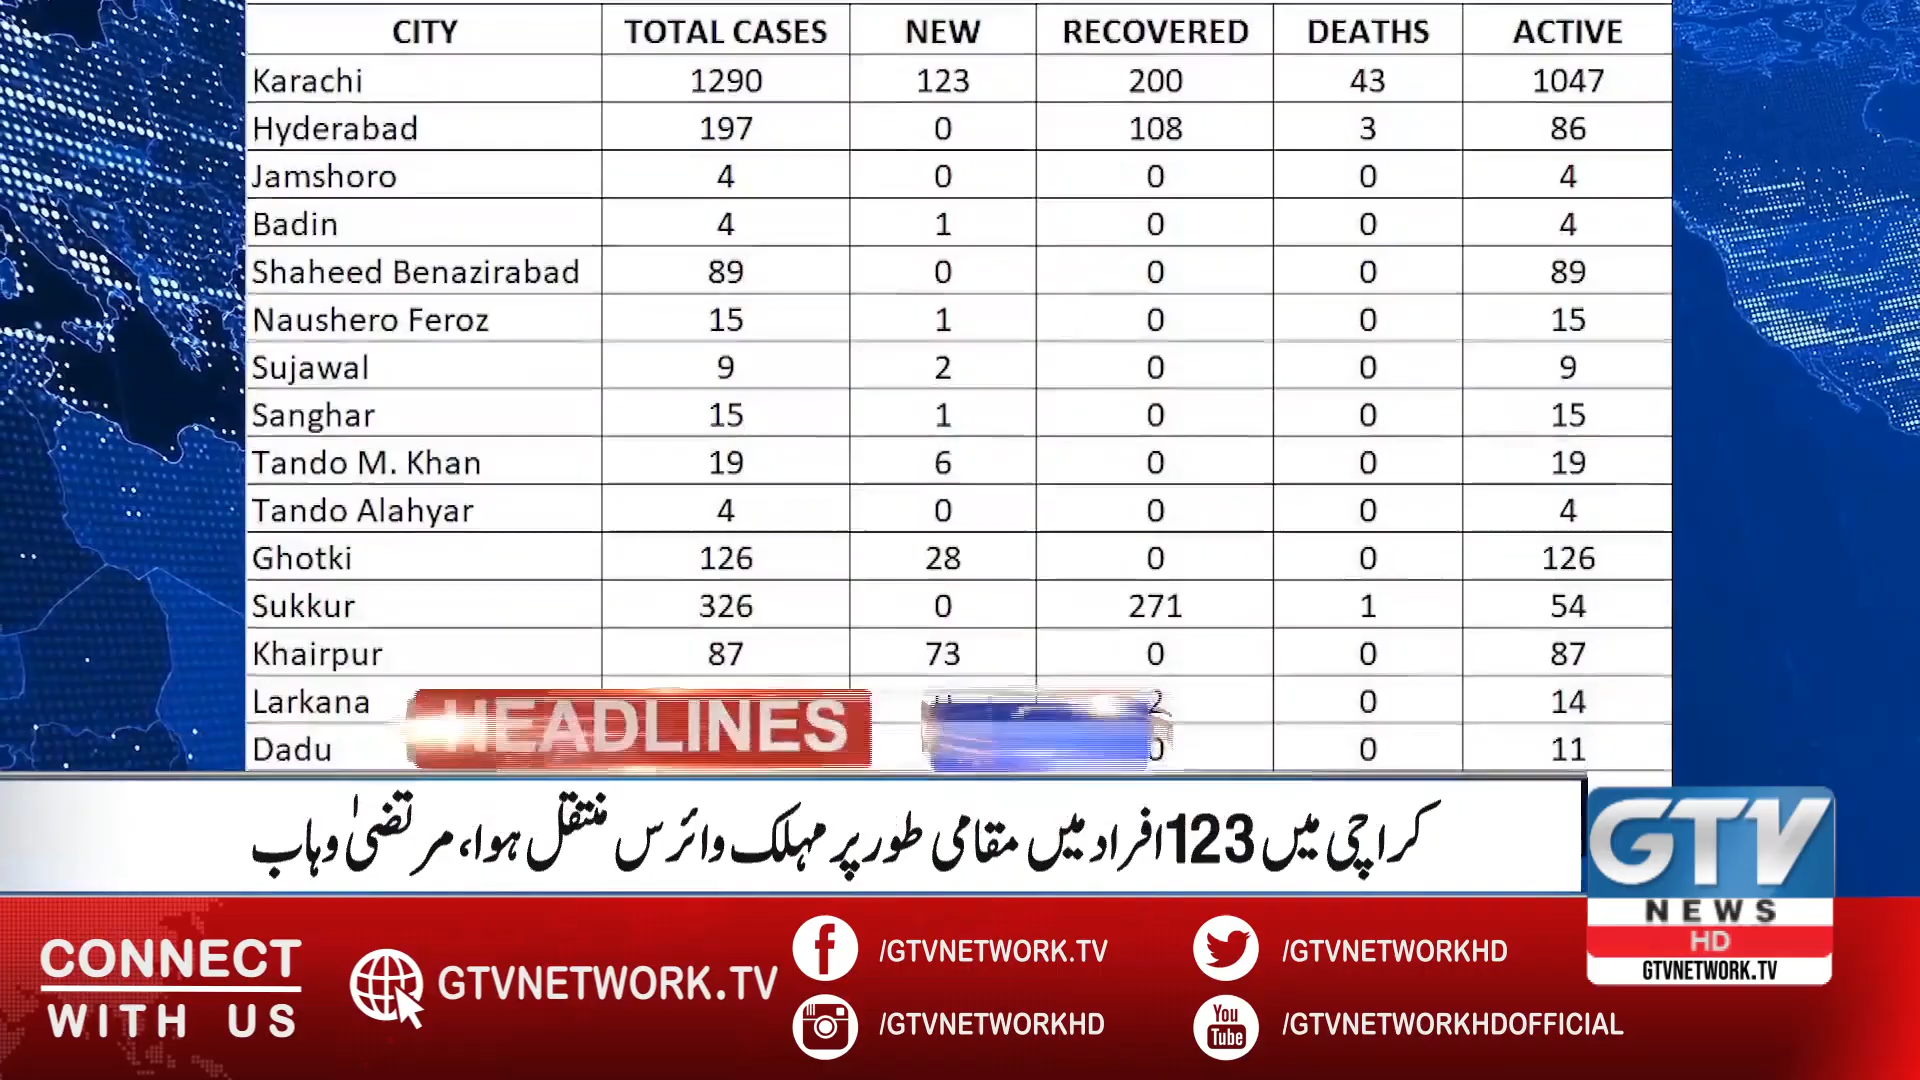 CITY TOTAL CASES NEW RECOVERED DEATHS ACTIVE
Karachi 1290 123 200 43 1047
Hyderabad 197 0 108 3 86
Jamshoro 4 0 0 0 4
Badin 4 1 0 0 4
Shaheed Benazirabad 89 0 0 0 89
Naushero Feroz 15 1 0 0 15
Sujawal 9 2 0 0 9
Sanghar 15 1 0 0 15
Tando M. Khan 19 6 0 0 19
Tando Alahyar 4 0 0 0 4
Ghotki 126 28 0 0 126
Sukkur 326 0 271 1 54
Khairpur 87 73 0 0 87
Larkana 2 0 14
Dadu 0 0 11
HEADLINES
کراچی میں 123 افراد میں مقامی طور پر مہلک وائرس منتقل ہوا، مرتضیٰ وہاب
GTV
NEWS
HD
GTVNETWORK.TV
CONNECT
WITH US
GTVNETWORK.TV
/GTVNETWORK.TV
/GTVNETWORKHD
/GTVNETWORKHD
You
Tube
/GTVNETWORKHDOFFICIAL